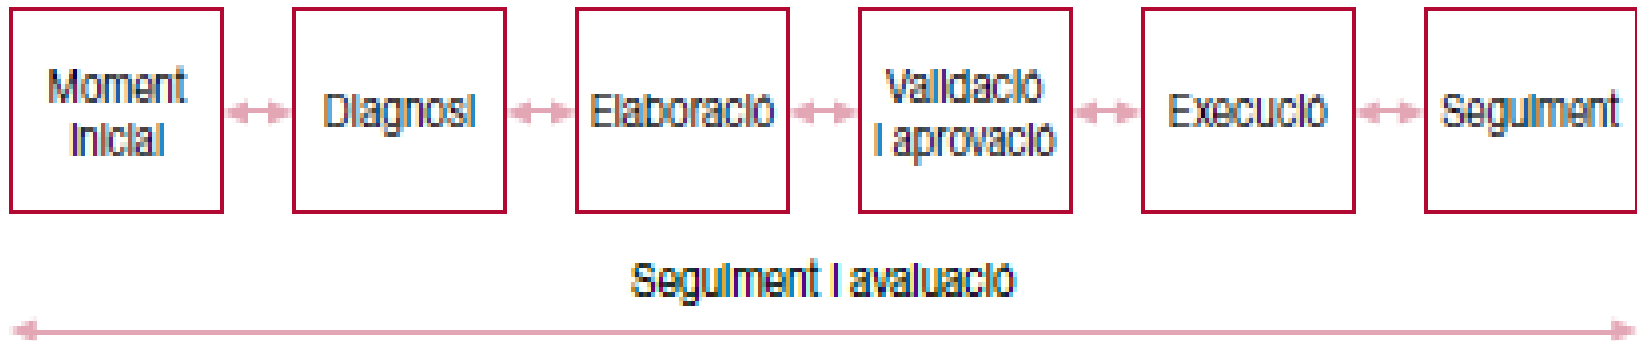 Moment
inicial
Diagnosi
Elaboració
Validació
i aprovació
Execució
Seguiment
Seguiment i avaluació